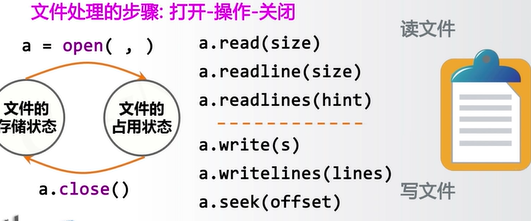 文件处理的步骤: 打开-操作-关闭
a = open( , )
文件的
存储状态
文件的
占用状态
a.close()
a.read(size)
a.readline(size)
a.readlines(hint)
a.write(s)
a.writelines(lines)
a.seek(offset)
读文件
写文件